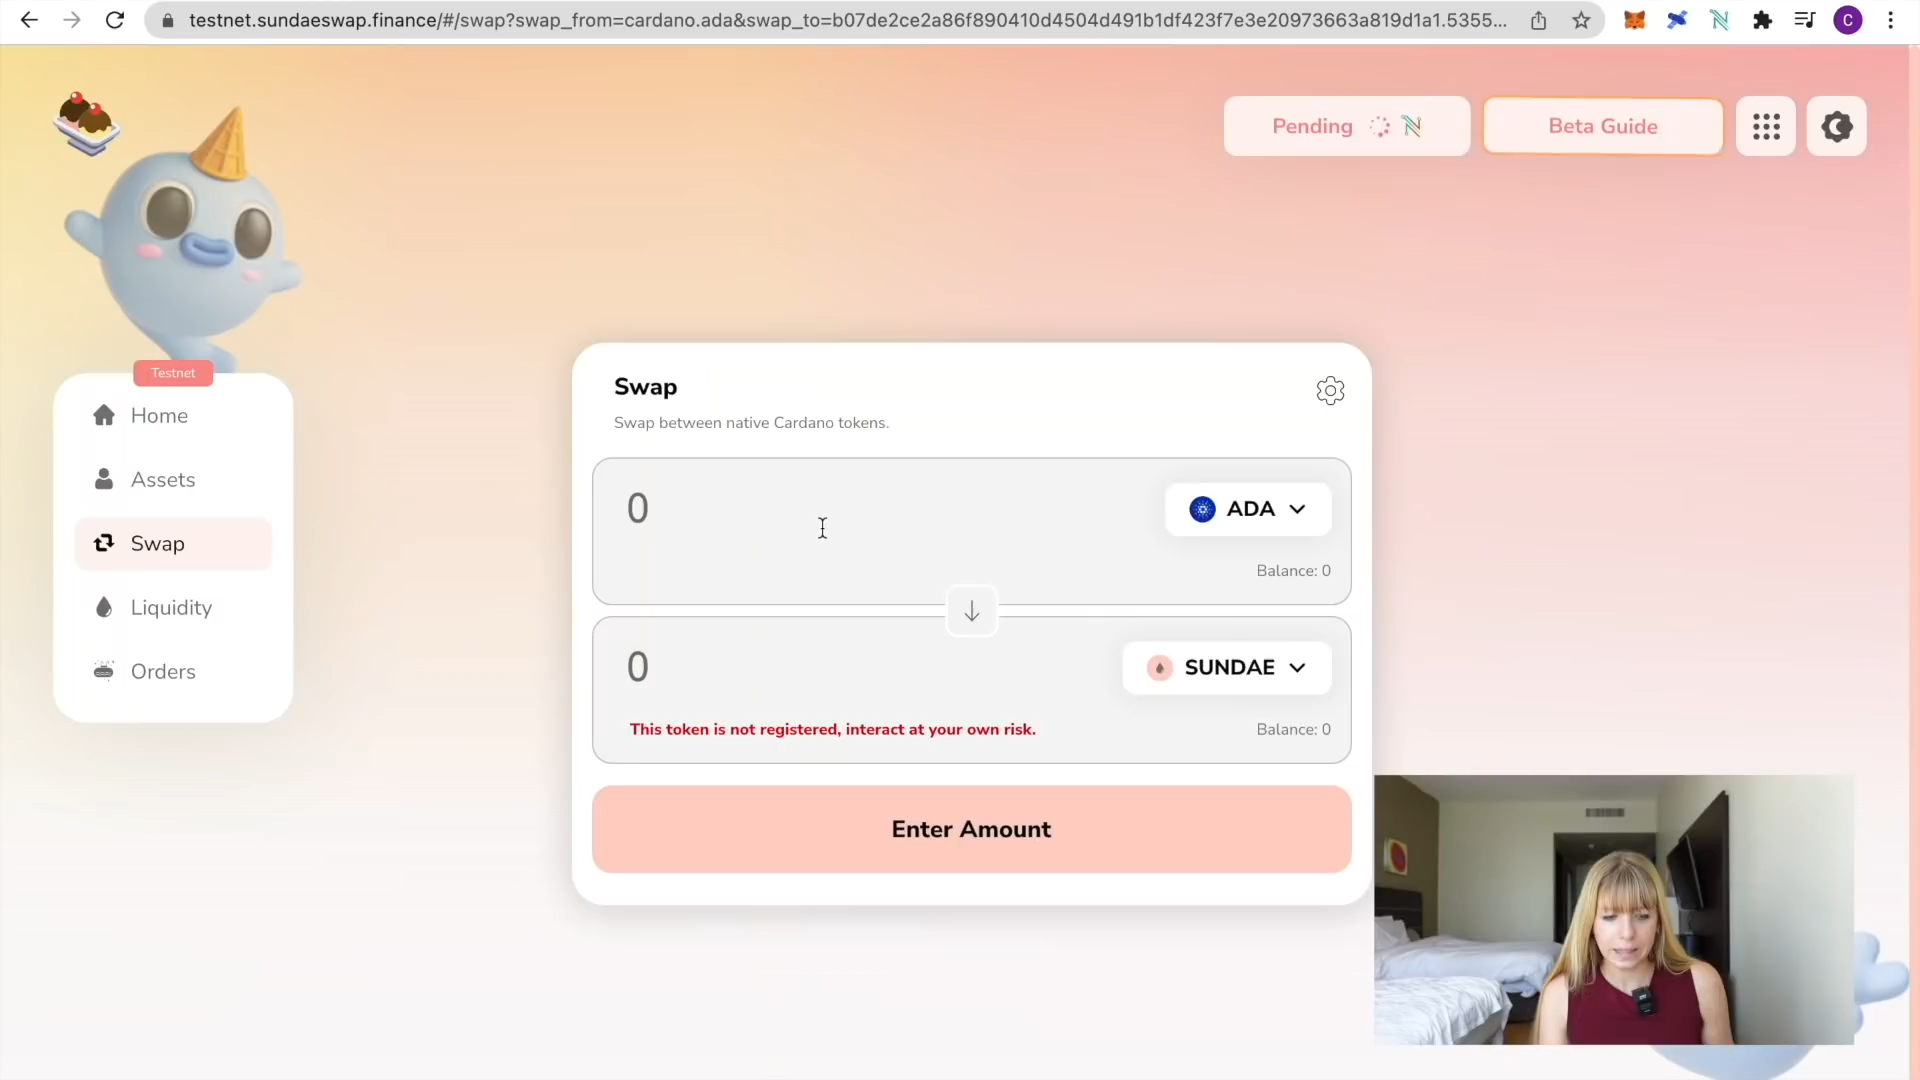 testnet.sundaeswap.finance/#/swap?swap_from=cardano.ada&swap_to=b07de2ce2a86f890410d4504d491b1df423f7e3e20973663a819d1a1.5355...
C
Pending
Beta Guide
Testnet
Home
Assets
Swap
Liquidity
Orders
Swap
Swap between native Cardano tokens.
0
ADA
Balance: 0
0
SUNDAE
This token is not registered, interact at your own risk.
Balance: 0
Enter Amount